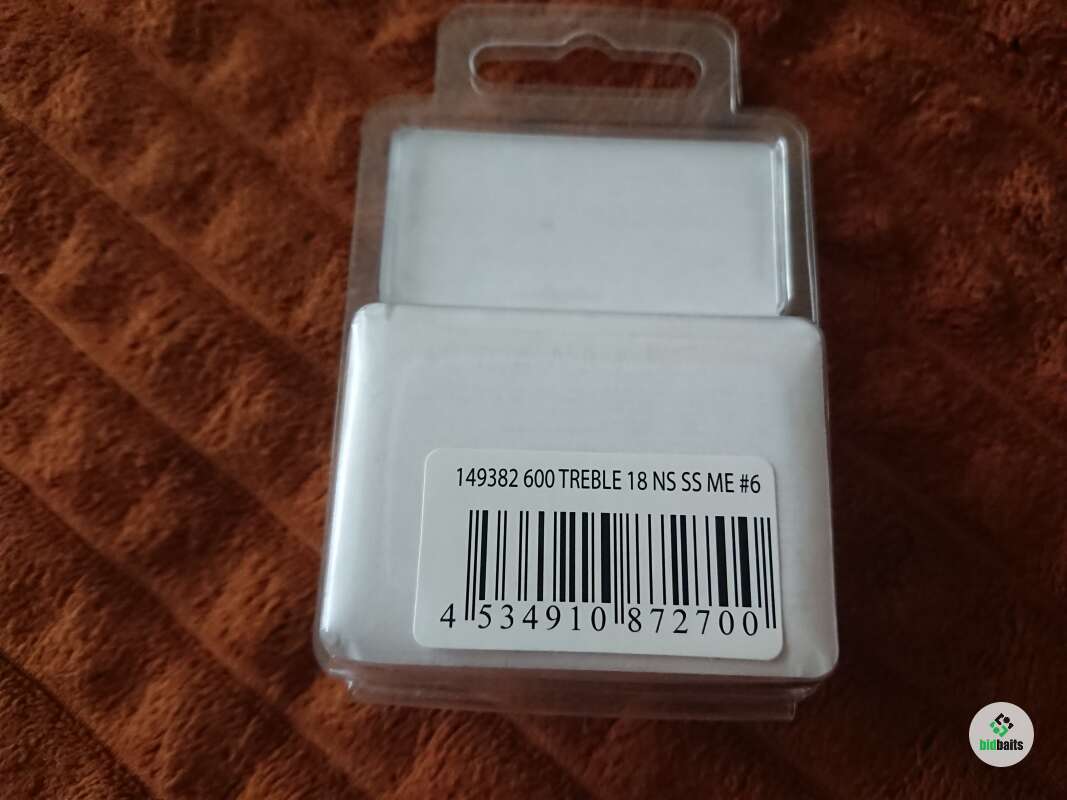 149382 600 TREBLE 18 NS SS ME #6
4 534910 872700
bidbaits